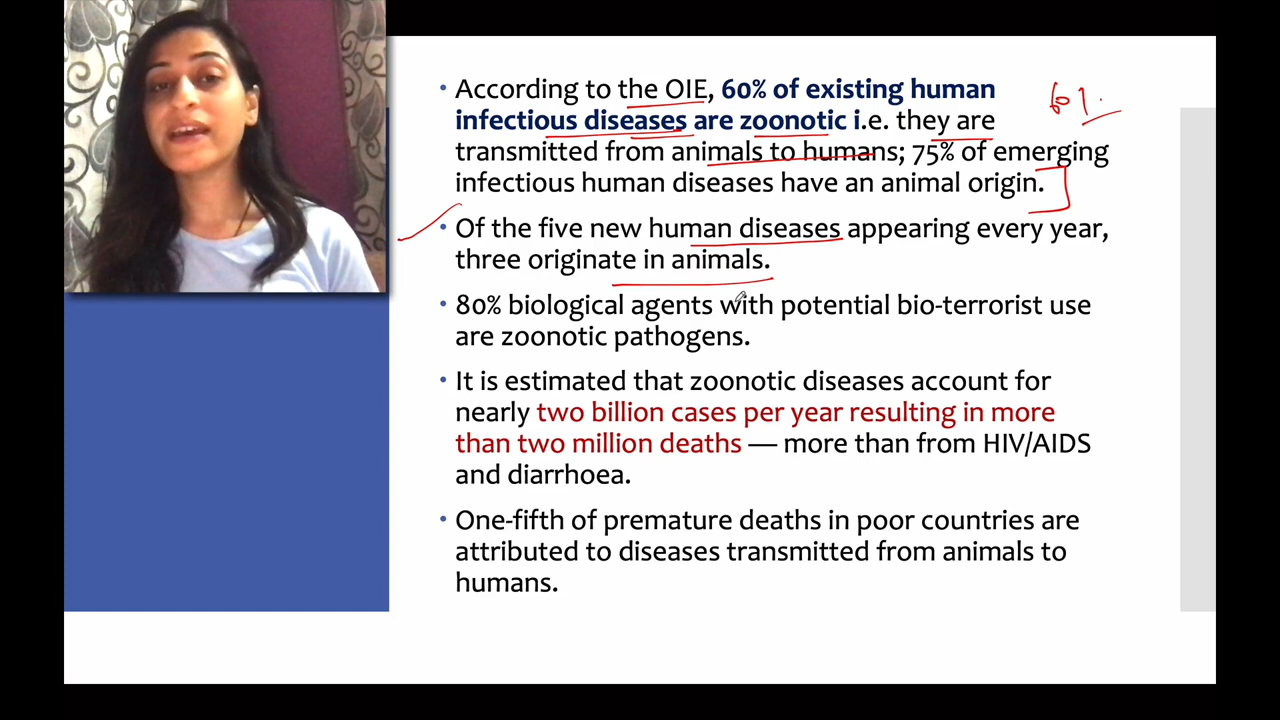 • According to the OIE, 60% of existing human
infectious diseases are zoonotic i.e. they are
transmitted from animals to humans; 75% of emerging
infectious human diseases have an animal origin.
• Of the five new human diseases appearing every year,
three originate in animals.
• 80% biological agents with potential bio-terrorist use
are zoonotic pathogens.
• It is estimated that zoonotic diseases account for
nearly two billion cases per year resulting in more
than two million deaths — more than from HIV/AIDS
and diarrhoea.
• One-fifth of premature deaths in poor countries are
attributed to diseases transmitted from animals to
humans.